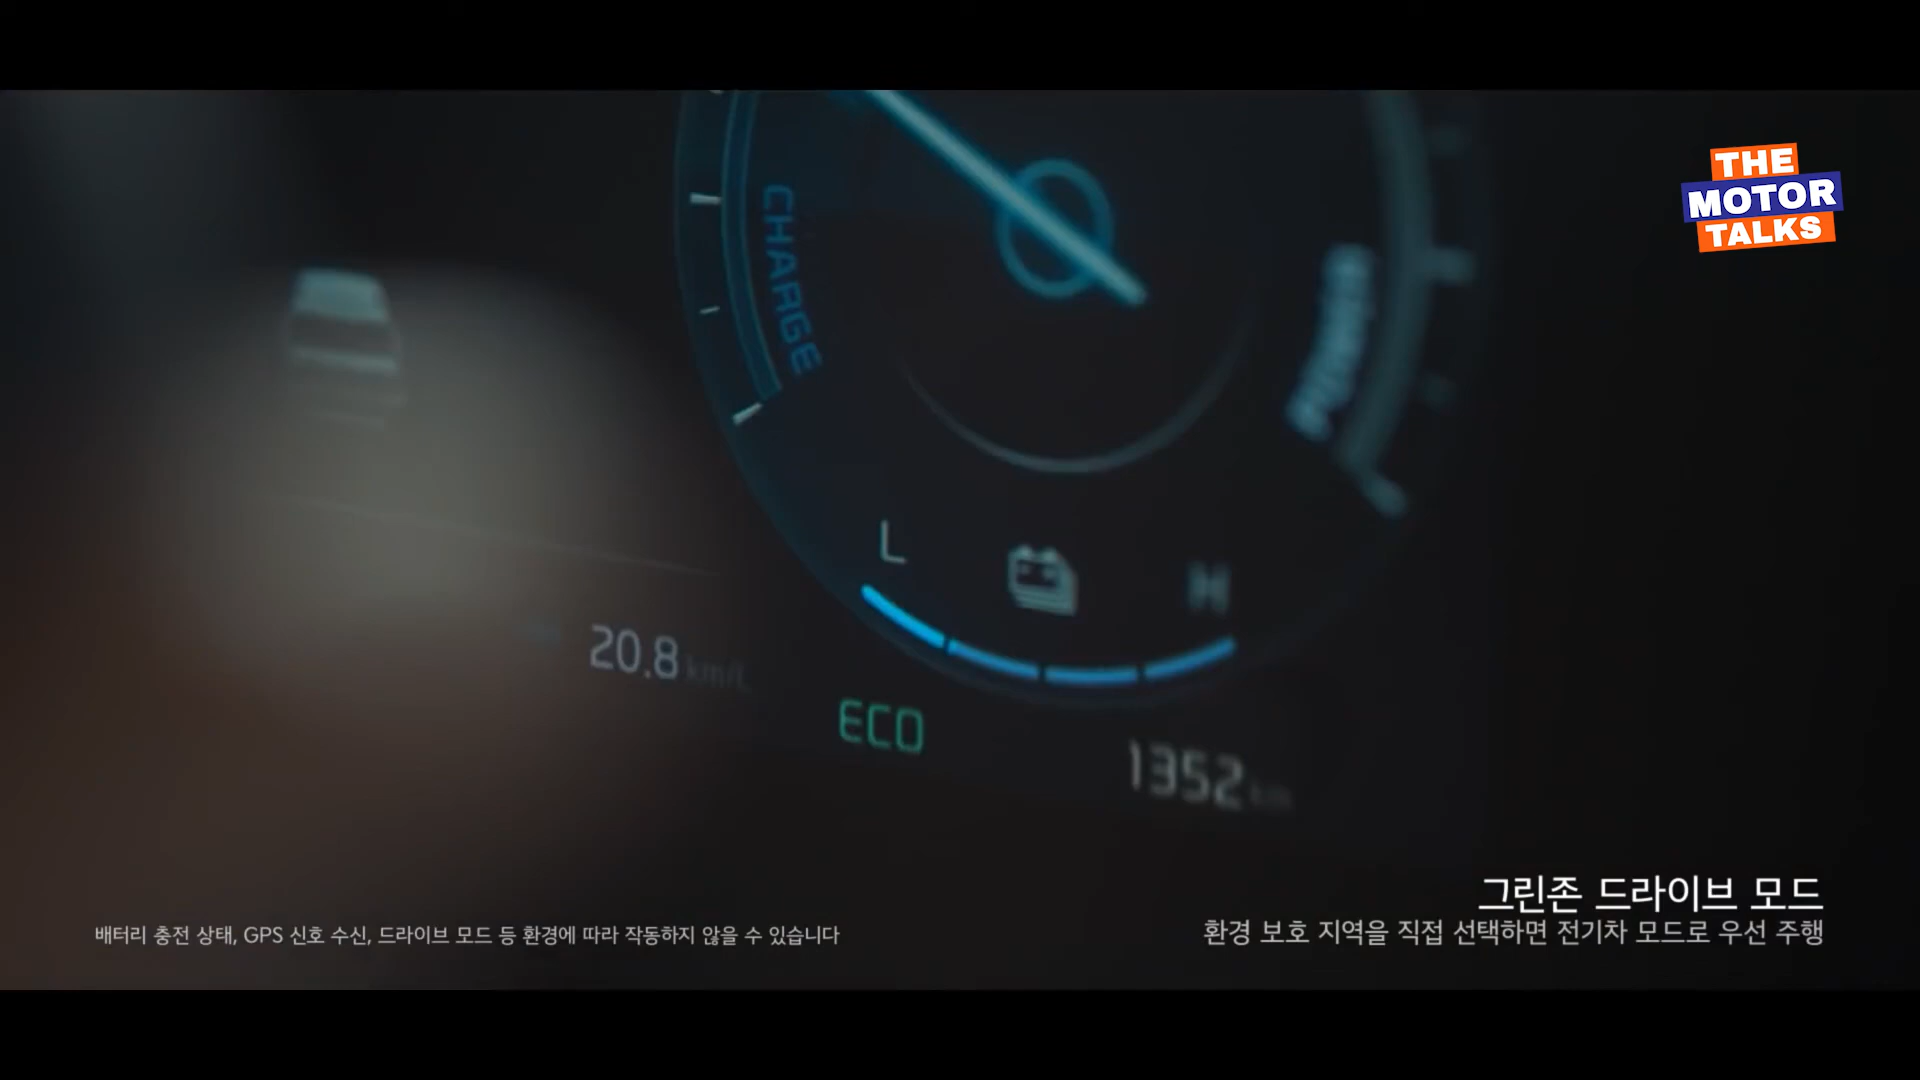 THE
MOTOR
TALKS
CHARGE
L
H
20.8 km/L
ECO
1352 km
그린존 드라이브 모드
환경 보호 지역을 직접 선택하면 전기차 모드로 우선 주행
배터리 충전 상태, GPS 신호 수신, 드라이브 모드 등 환경에 따라 작동하지 않을 수 있습니다